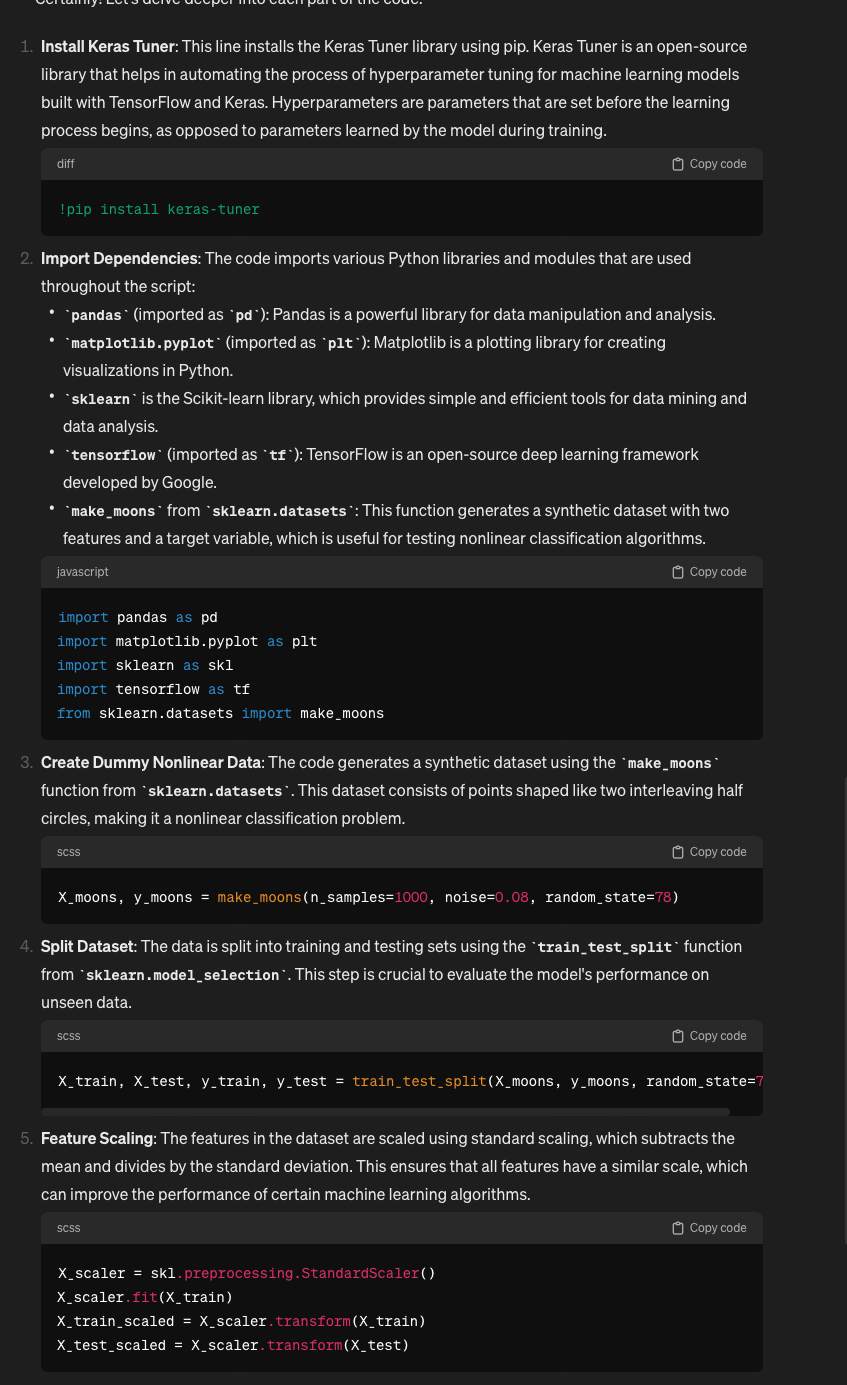 Certainly! Let's delve deeper into each part of the code:
1. Install Keras Tuner: This line installs the Keras Tuner library using pip. Keras Tuner is an open-source
library that helps in automating the process of hyperparameter tuning for machine learning models
built with TensorFlow and Keras. Hyperparameters are parameters that are set before the learning
process begins, as opposed to parameters learned by the model during training.
diff Copy code
!pip install keras-tuner
2. Import Dependencies: The code imports various Python libraries and modules that are used
throughout the script:
• `pandas` (imported as `pd`): Pandas is a powerful library for data manipulation and analysis.
• `matplotlib.pyplot` (imported as `plt`): Matplotlib is a plotting library for creating
visualizations in Python.
• `sklearn` is the Scikit-learn library, which provides simple and efficient tools for data mining and
data analysis.
• `tensorflow` (imported as `tf`): TensorFlow is an open-source deep learning framework
developed by Google.
• `make_moons` from `sklearn.datasets`: This function generates a synthetic dataset with two
features and a target variable, which is useful for testing nonlinear classification algorithms.
javascript Copy code
import pandas as pd
import matplotlib.pyplot as plt
import sklearn as skl
import tensorflow as tf
from sklearn.datasets import make_moons
3. Create Dummy Nonlinear Data: The code generates a synthetic dataset using the `make_moons`
function from `sklearn.datasets`. This dataset consists of points shaped like two interleaving half
circles, making it a nonlinear classification problem.
scss Copy code
X_moons, y_moons = make_moons(n_samples=1000, noise=0.08, random_state=78)
4. Split Dataset: The data is split into training and testing sets using the `train_test_split` function
from `sklearn.model_selection`. This step is crucial to evaluate the model's performance on
unseen data.
scss Copy code
X_train, X_test, y_train, y_test = train_test_split(X_moons, y_moons, random_state=7
5. Feature Scaling: The features in the dataset are scaled using standard scaling, which subtracts the
mean and divides by the standard deviation. This ensures that all features have a similar scale, which
can improve the performance of certain machine learning algorithms.
scss Copy code
X_scaler = skl.preprocessing.StandardScaler()
X_scaler.fit(X_train)
X_train_scaled = X_scaler.transform(X_train)
X_test_scaled = X_scaler.transform(X_test)